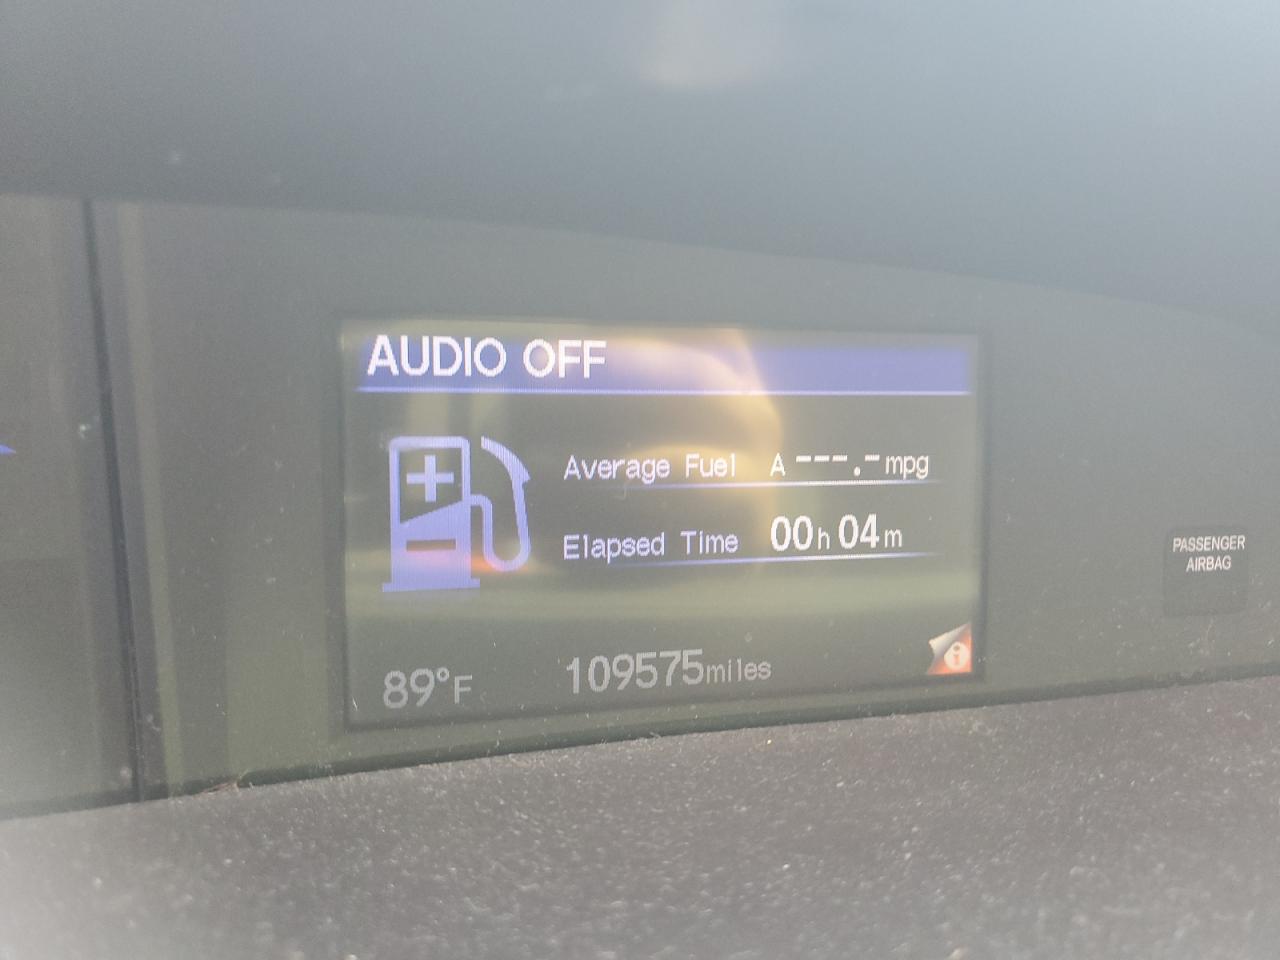 AUDIO OFF
Average Fuel A ---.- mpg
Elapsed Time 00h 04m
89°F 109575miles
i
PASSENGER
AIRBAG